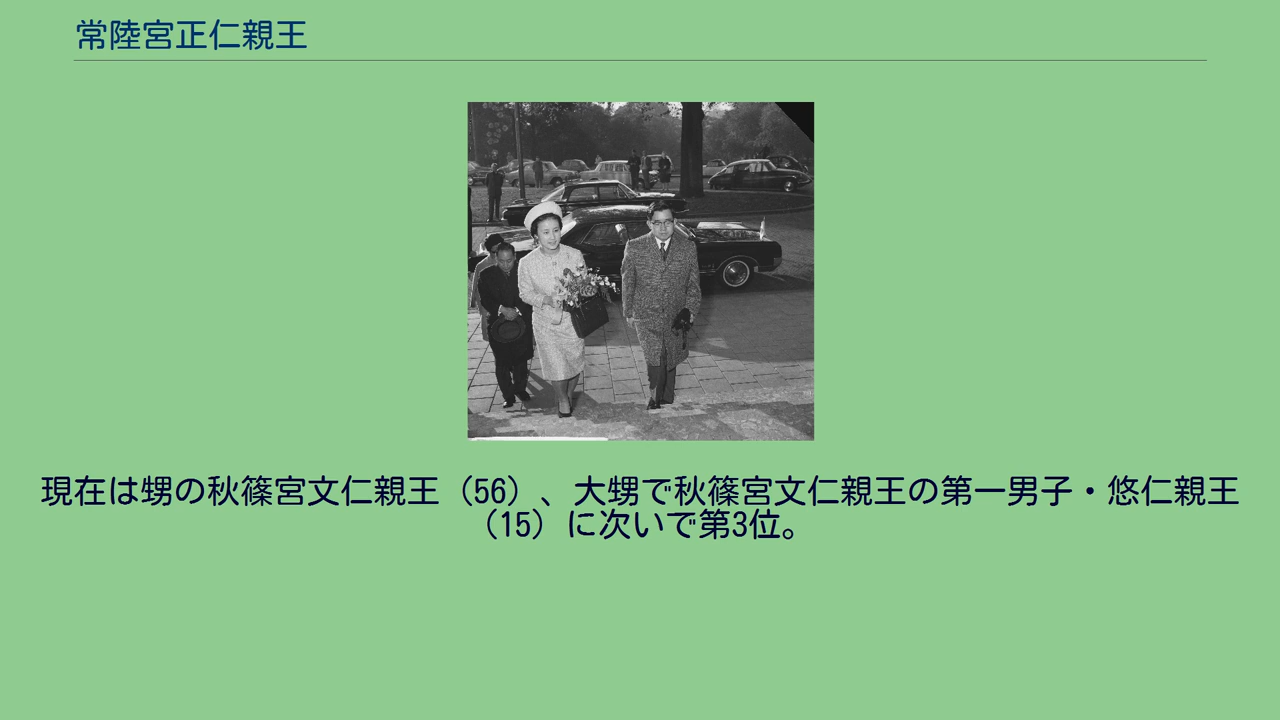 常陸宮正仁親王
現在は甥の秋篠宮文仁親王（56）、大甥で秋篠宮文仁親王の第一男子・悠仁親王
（15）に次いで第3位。